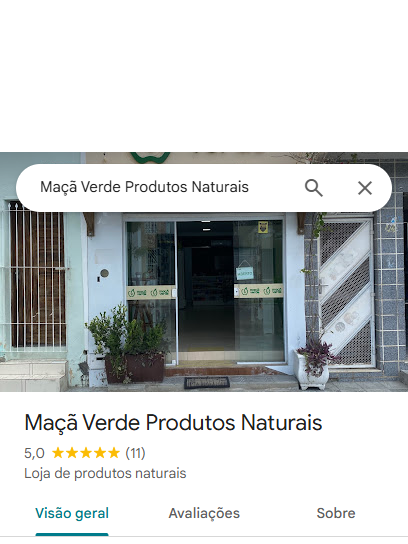 Maçã Verde Produtos Naturais
Maçã Verde Produtos Naturais
5,0 (11)
Loja de produtos naturais
Visão geral
Avaliações
Sobre